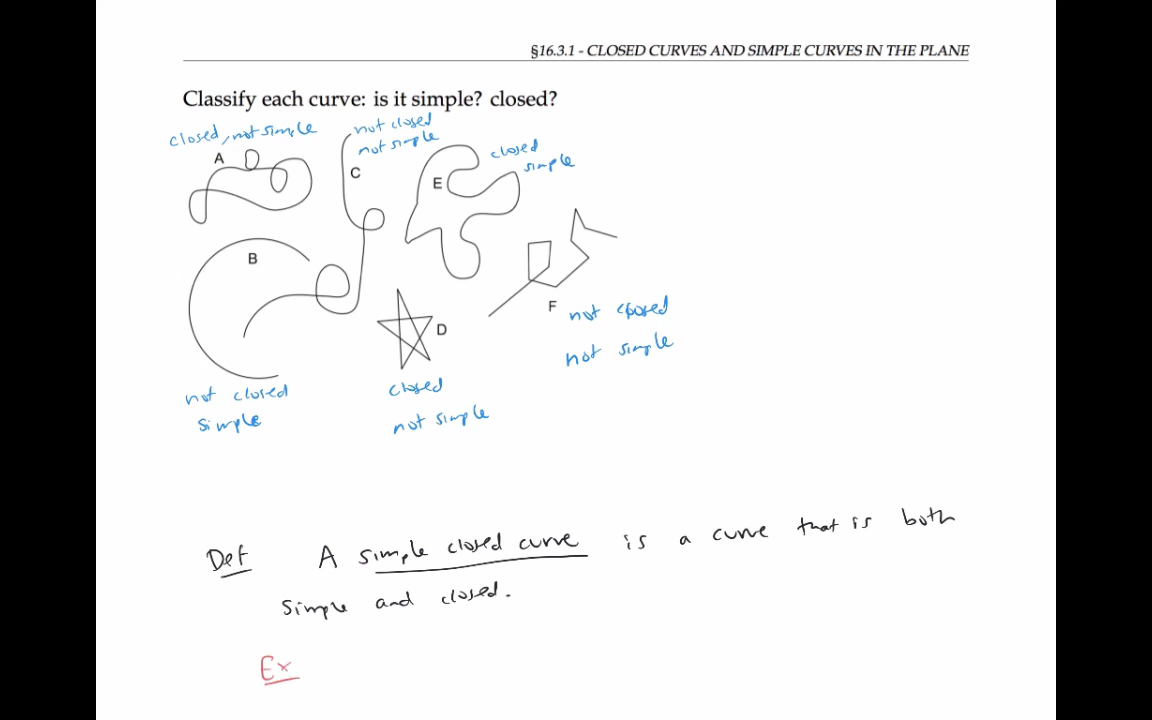 §16.3.1 - CLOSED CURVES AND SIMPLE CURVES IN THE PLANE
Classify each curve: is it simple? closed?
closed, not simple
not closed
not simple
closed
simple
A
C
E
B
F
D
not closed
not simple
not closed
simple
closed
not simple
Def A simple closed curve is a curve that is both
simple and closed.
Ex